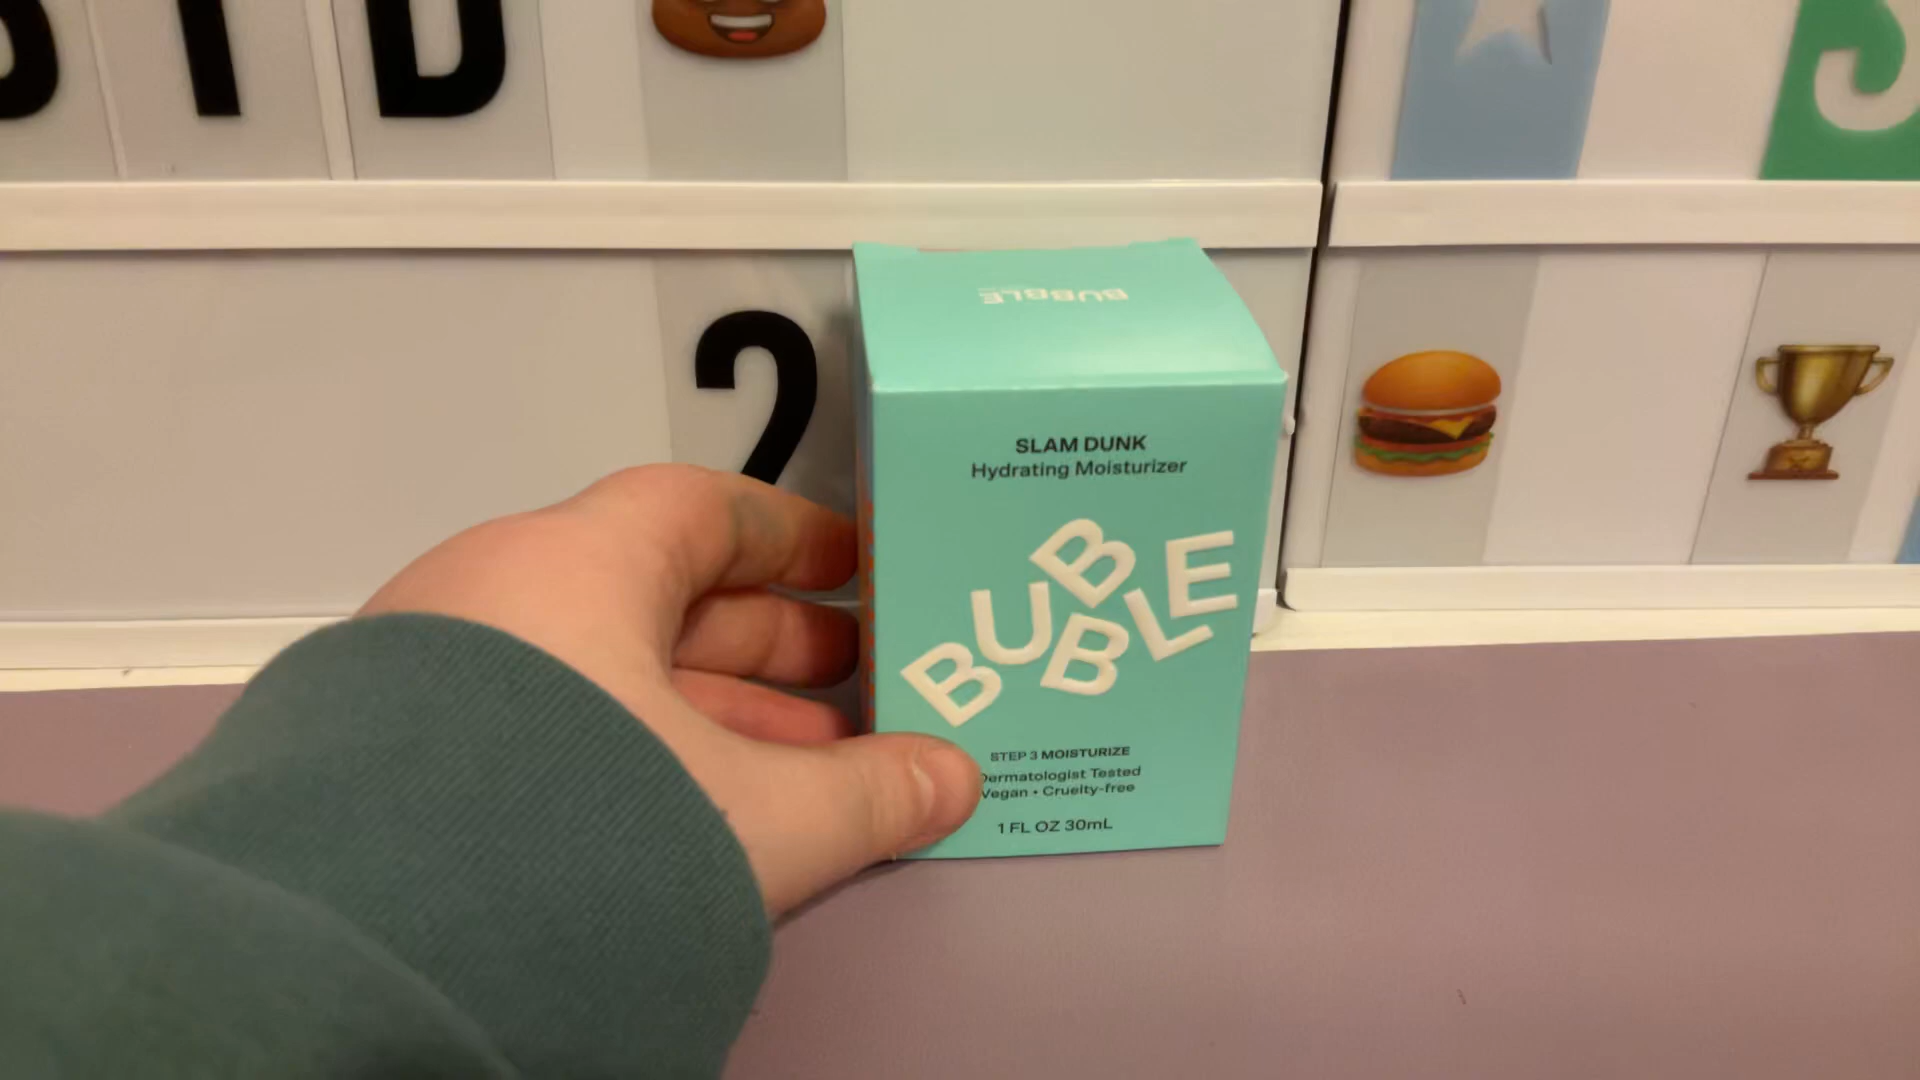 T D
S
2
BUBBLE
SLAM DUNK
Hydrating Moisturizer
BUBBLE
STEP 3 MOISTURIZE
Dermatologist Tested
Vegan • Cruelty-free
1 FL OZ 30mL